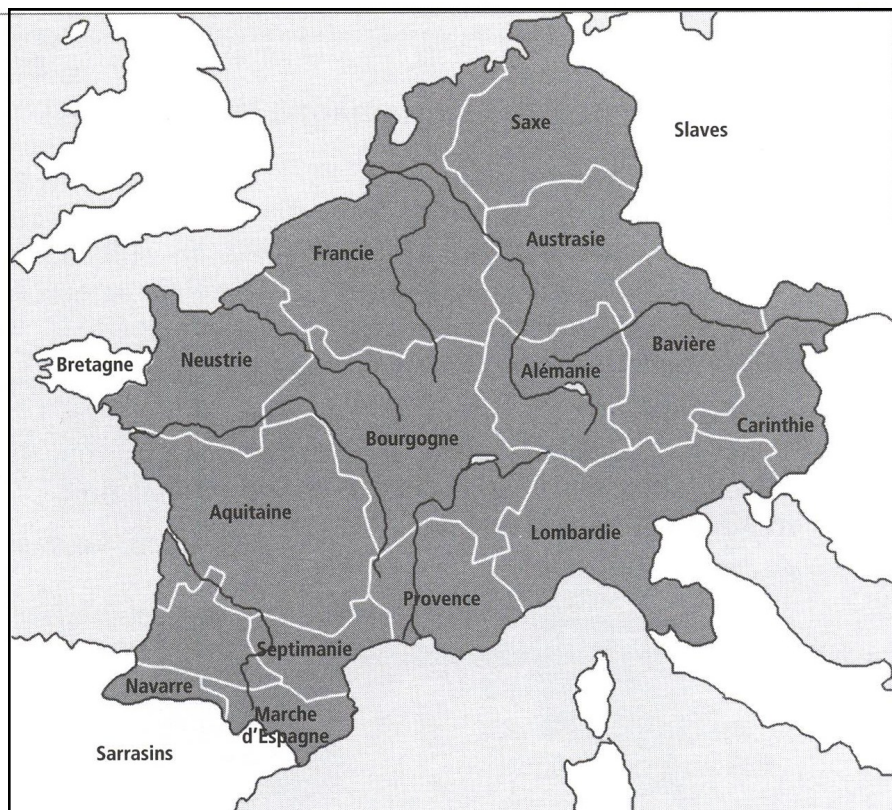 Saxe
Slaves
Austrasie
Francie
Bavière
Bretagne
Neustrie
Alémanie
Carinthie
Bourgogne
Aquitaine
Lombardie
Provence
Septimanie
Navarre
Marche
d'Espagne
Sarrasins